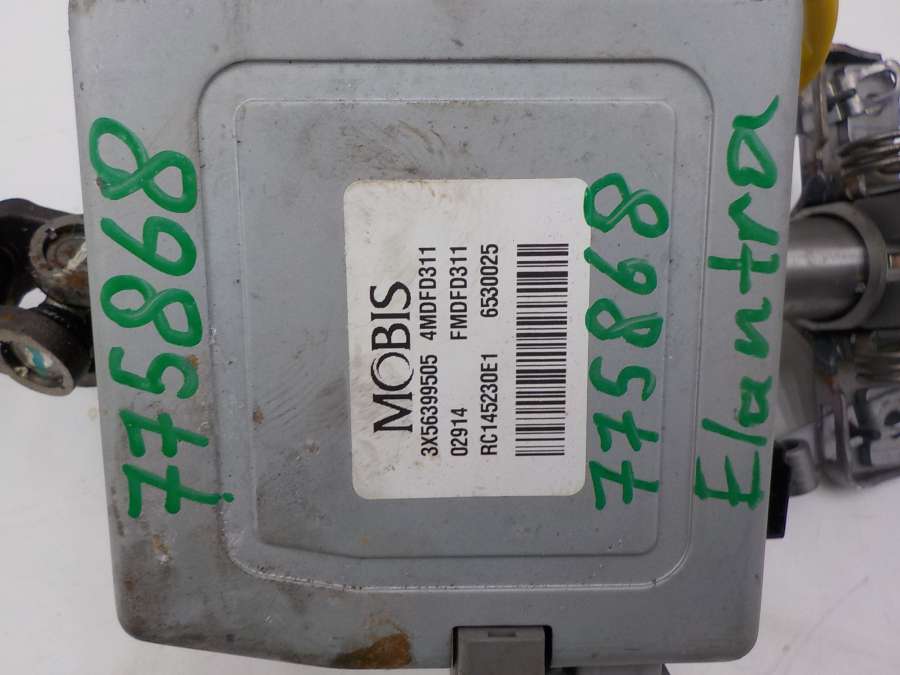 775868
MOBIS
3X56399505 4MDFD311
02914 FMDFD311
RC145230E1 6530025
775868
Elantra